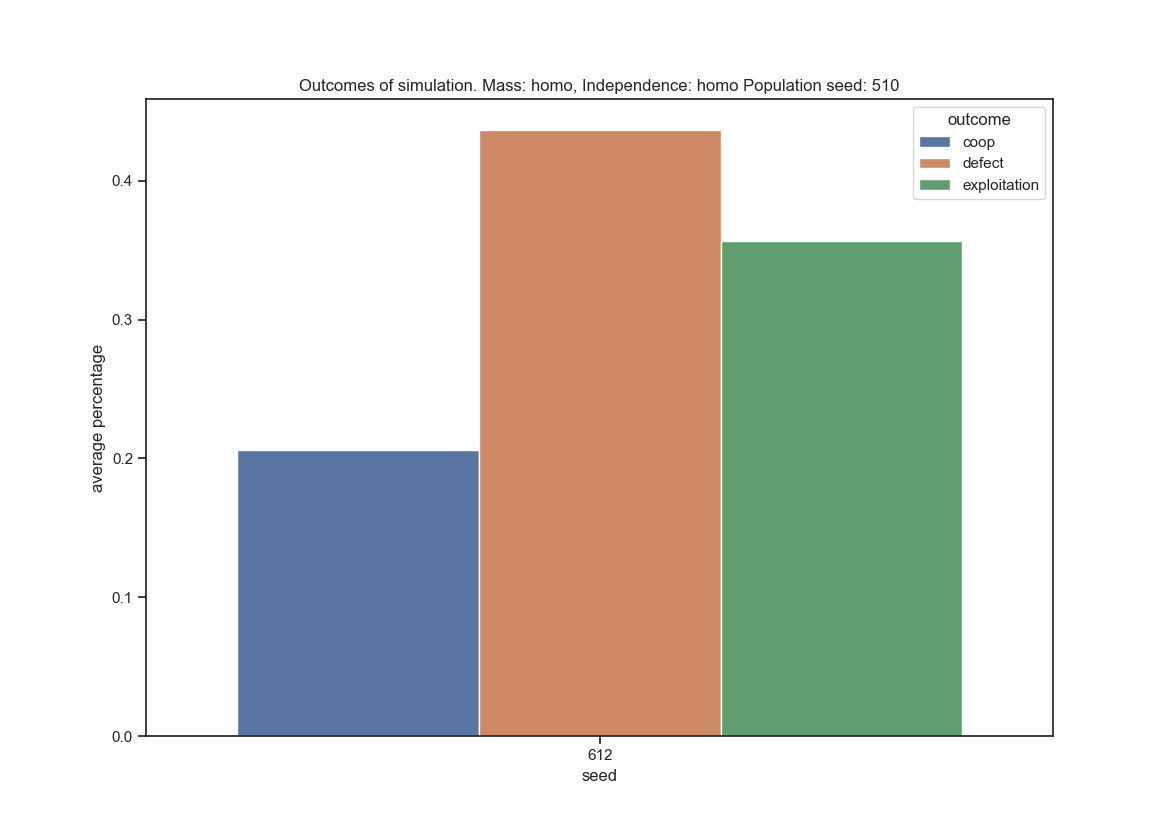 Outcomes of simulation. Mass: homo, Independence: homo Population seed: 510
outcome
coop
defect
exploitation
average percentage
0.4
0.3
0.2
0.1
0.0
612
seed